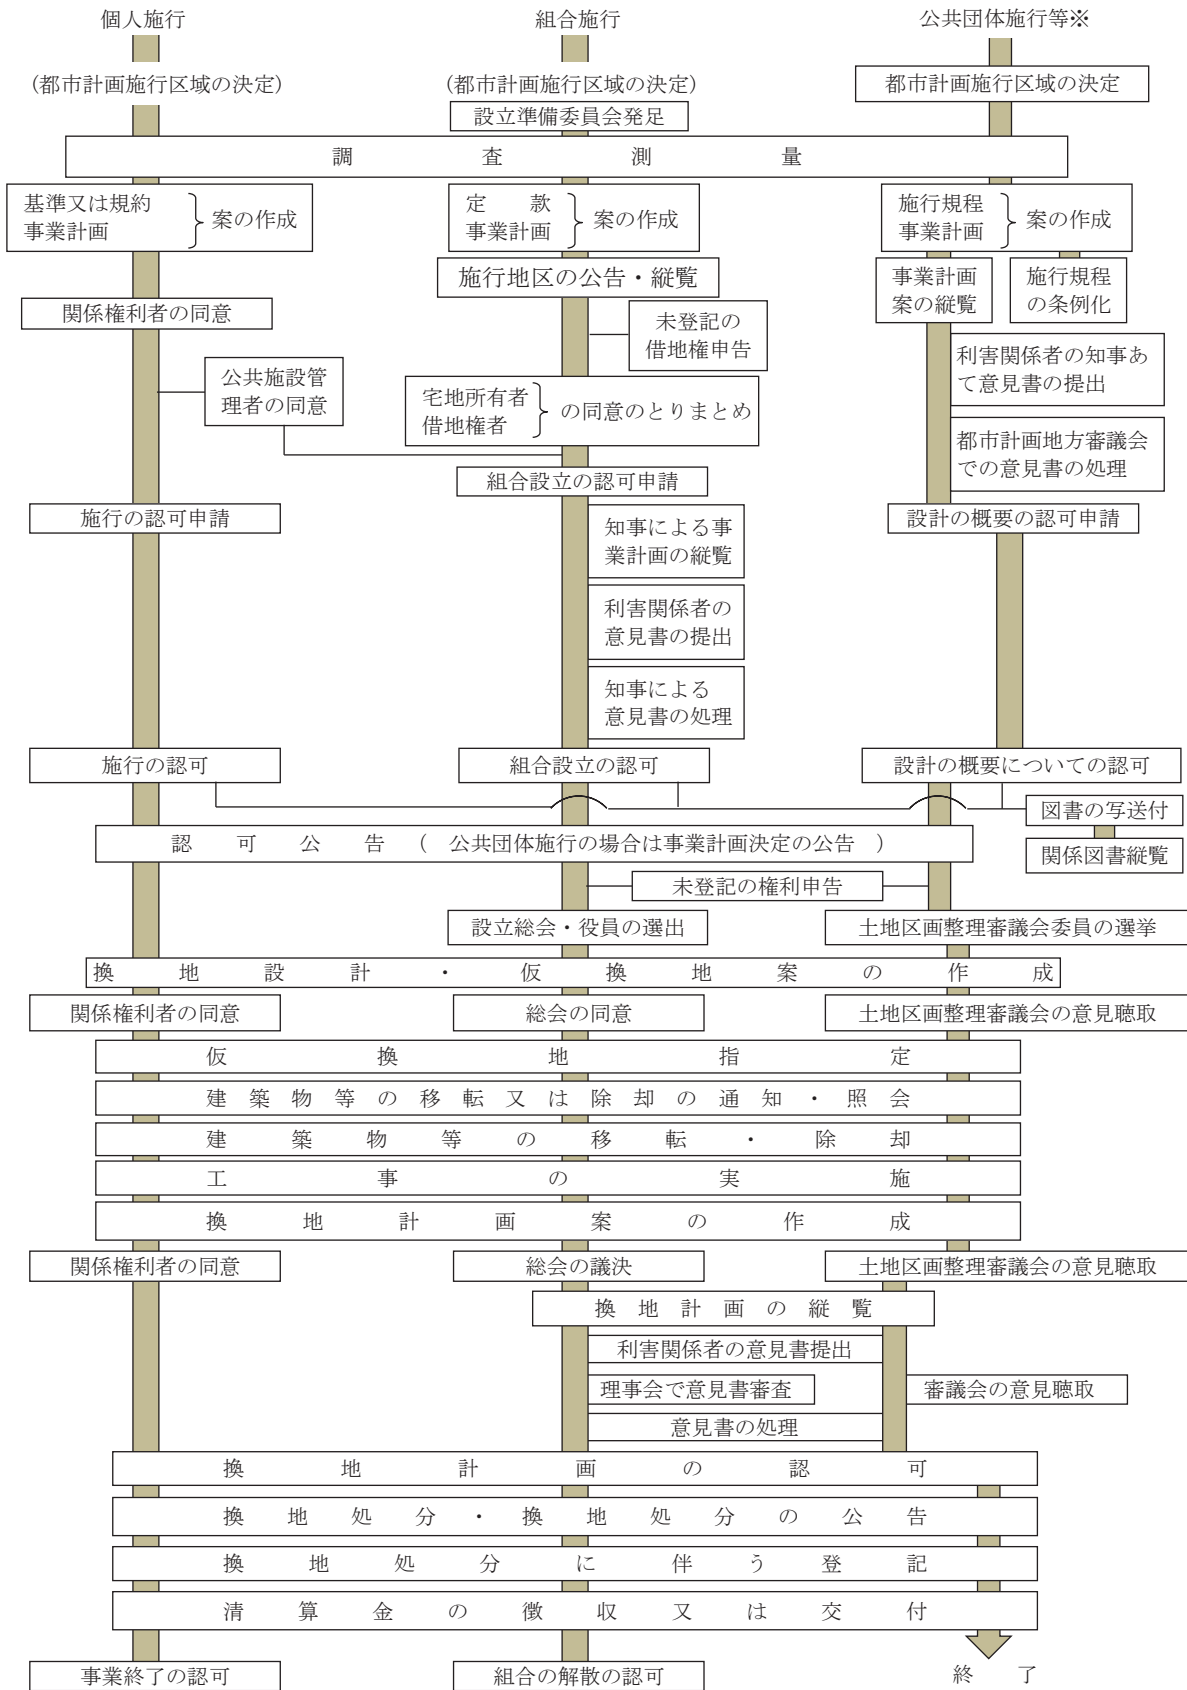 個人施行
組合施行
公共団体施行等※
(都市計画施行区域の決定)
(都市計画施行区域の決定)
都市計画施行区域の決定
設立準備委員会発足
調査測量
基準又は規約
事業計画
案の作成
定款
事業計画
案の作成
施行規程
事業計画
案の作成
施行地区の公告・縦覧
事業計画
案の縦覧
施行規程
の条例化
関係権利者の同意
未登記の
借地権申告
利害関係者の知事あ
て意見書の提出
公共施設管
理者の同意
宅地所有者
借地権者
の同意のとりまとめ
都市計画地方審議会
での意見書の処理
組合設立の認可申請
施行の認可申請
設計の概要の認可申請
知事による事
業計画の縦覧
利害関係者の
意見書の提出
知事による
意見書の処理
施行の認可
組合設立の認可
設計の概要についての認可
図書の写送付
認可公告(公共団体施行の場合は事業計画決定の公告)
関係図書縦覧
未登記の権利申告
設立総会・役員の選出
土地区画整理審議会委員の選挙
換地設計・仮換地案の作成
関係権利者の同意
総会の同意
土地区画整理審議会の意見聴取
仮換地指定
建築物等の移転又は除却の通知・照会
建築物等の移転・除却
工事の実施
換地計画案の作成
関係権利者の同意
総会の議決
土地区画整理審議会の意見聴取
換地計画の縦覧
利害関係者の意見書提出
理事会で意見書審査
審議会の意見聴取
意見書の処理
換地計画の認可
換地処分・換地処分の公告
換地処分に伴う登記
清算金の徴収又は交付
事業終了の認可
組合の解散の認可
終了